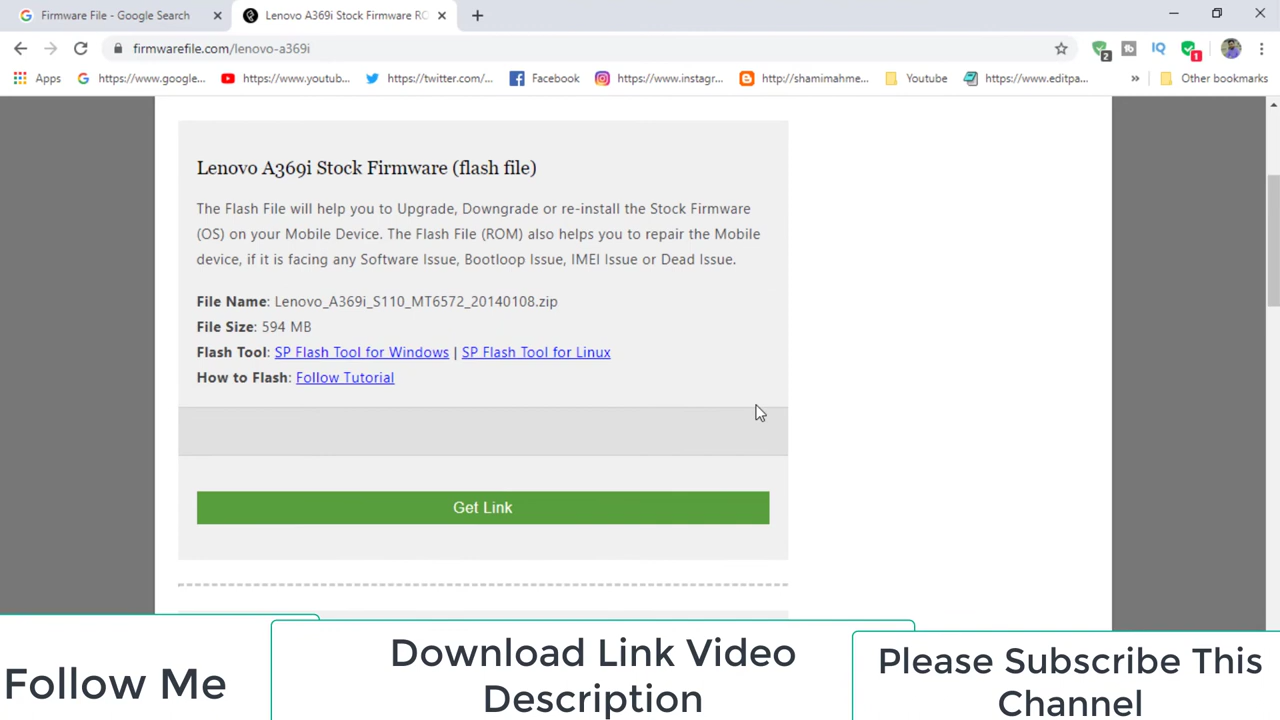 Firmware File - Google Search
Lenovo A369i Stock Firmware RO
firmwarefile.com/lenovo-a369i
2
1
Apps
https://www.google...
https://www.youtub...
https://twitter.com/...
Facebook
https://www.instagr...
http://shamimahme...
Youtube
https://www.editpa...
»
Other bookmarks
Lenovo A369i Stock Firmware (flash file)
The Flash File will help you to Upgrade, Downgrade or re-install the Stock Firmware
(OS) on your Mobile Device. The Flash File (ROM) also helps you to repair the Mobile
device, if it is facing any Software Issue, Bootloop Issue, IMEI Issue or Dead Issue.
File Name: Lenovo_A369i_S110_MT6572_20140108.zip
File Size: 594 MB
Flash Tool: SP Flash Tool for Windows | SP Flash Tool for Linux
How to Flash: Follow Tutorial
Get Link
Follow Me
Download Link Video
Description
Please Subscribe This
Channel